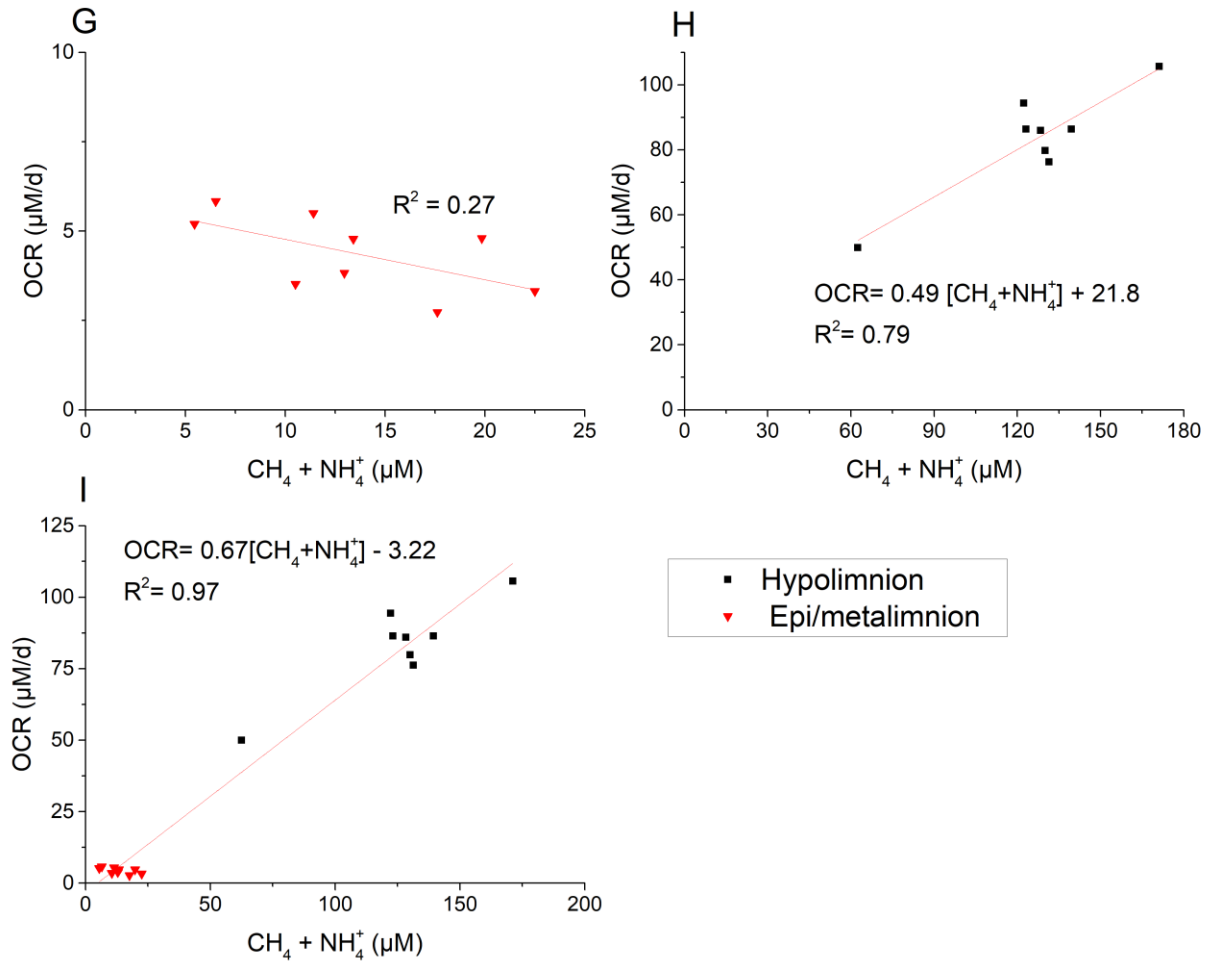 G
10
5
0
OCR (µM/d)
R² = 0.27
0 5 10 15 20 25
CH₄ + NH₄⁺ (µM)
H
100
80
60
40
20
0
OCR (µM/d)
OCR= 0.49 [CH₄+NH₄⁺] + 21.8
R² = 0.79
0 30 60 90 120 150 180
CH₄ + NH₄⁺ (µM)
I
125
100
75
50
25
0
OCR (µM/d)
OCR= 0.67[CH₄+NH₄⁺] - 3.22
R²= 0.97
0 50 100 150 200
CH₄ + NH₄⁺ (µM)
Hypolimnion
Epi/metalimnion